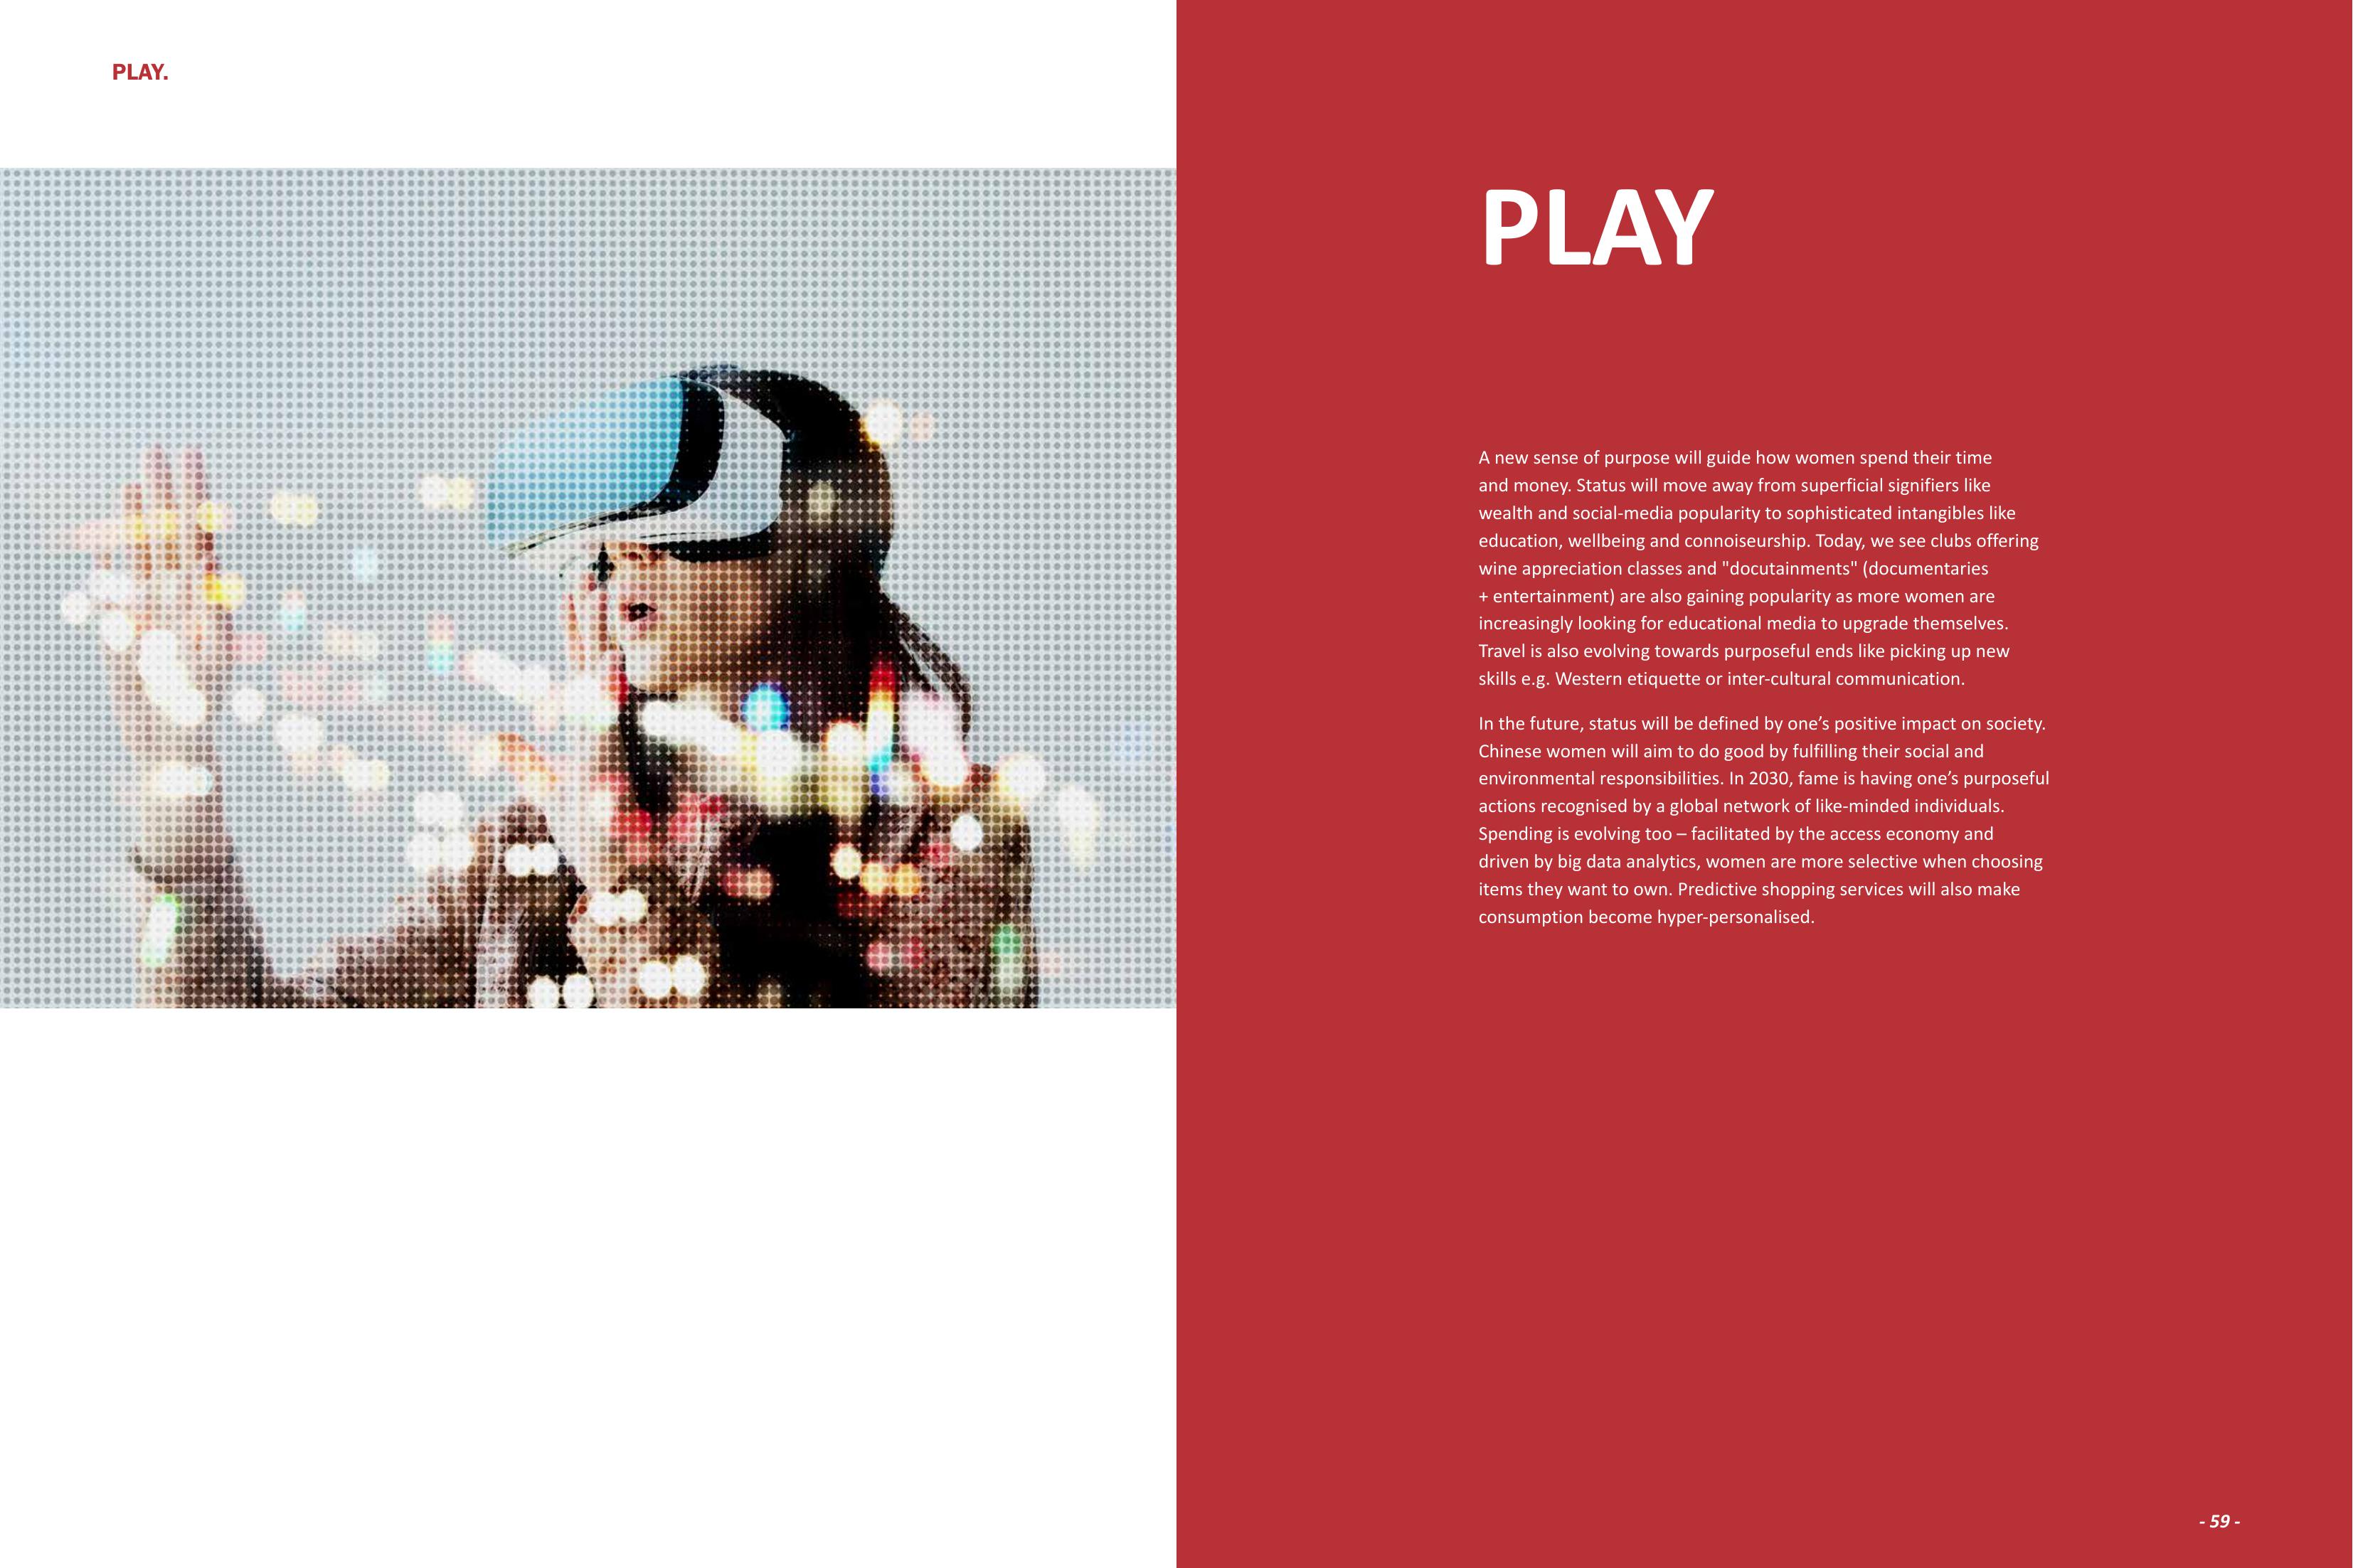 PLAY.
PLAY
A new sense of purpose will guide how women spend their time
and money. Status will move away from superficial signifiers like
wealth and social-media popularity to sophisticated intangibles like
education, wellbeing and connoiseurship. Today, we see clubs offering
wine appreciation classes and "docutainments" (documentaries
+ entertainment) are also gaining popularity as more women are
increasingly looking for educational media to upgrade themselves.
Travel is also evolving towards purposeful ends like picking up new
skills e.g. Western etiquette or inter-cultural communication.
In the future, status will be defined by one’s positive impact on society.
Chinese women will aim to do good by fulfilling their social and
environmental responsibilities. In 2030, fame is having one’s purposeful
actions recognised by a global network of like-minded individuals.
Spending is evolving too – facilitated by the access economy and
driven by big data analytics, women are more selective when choosing
items they want to own. Predictive shopping services will also make
consumption become hyper-personalised.
- 59 -